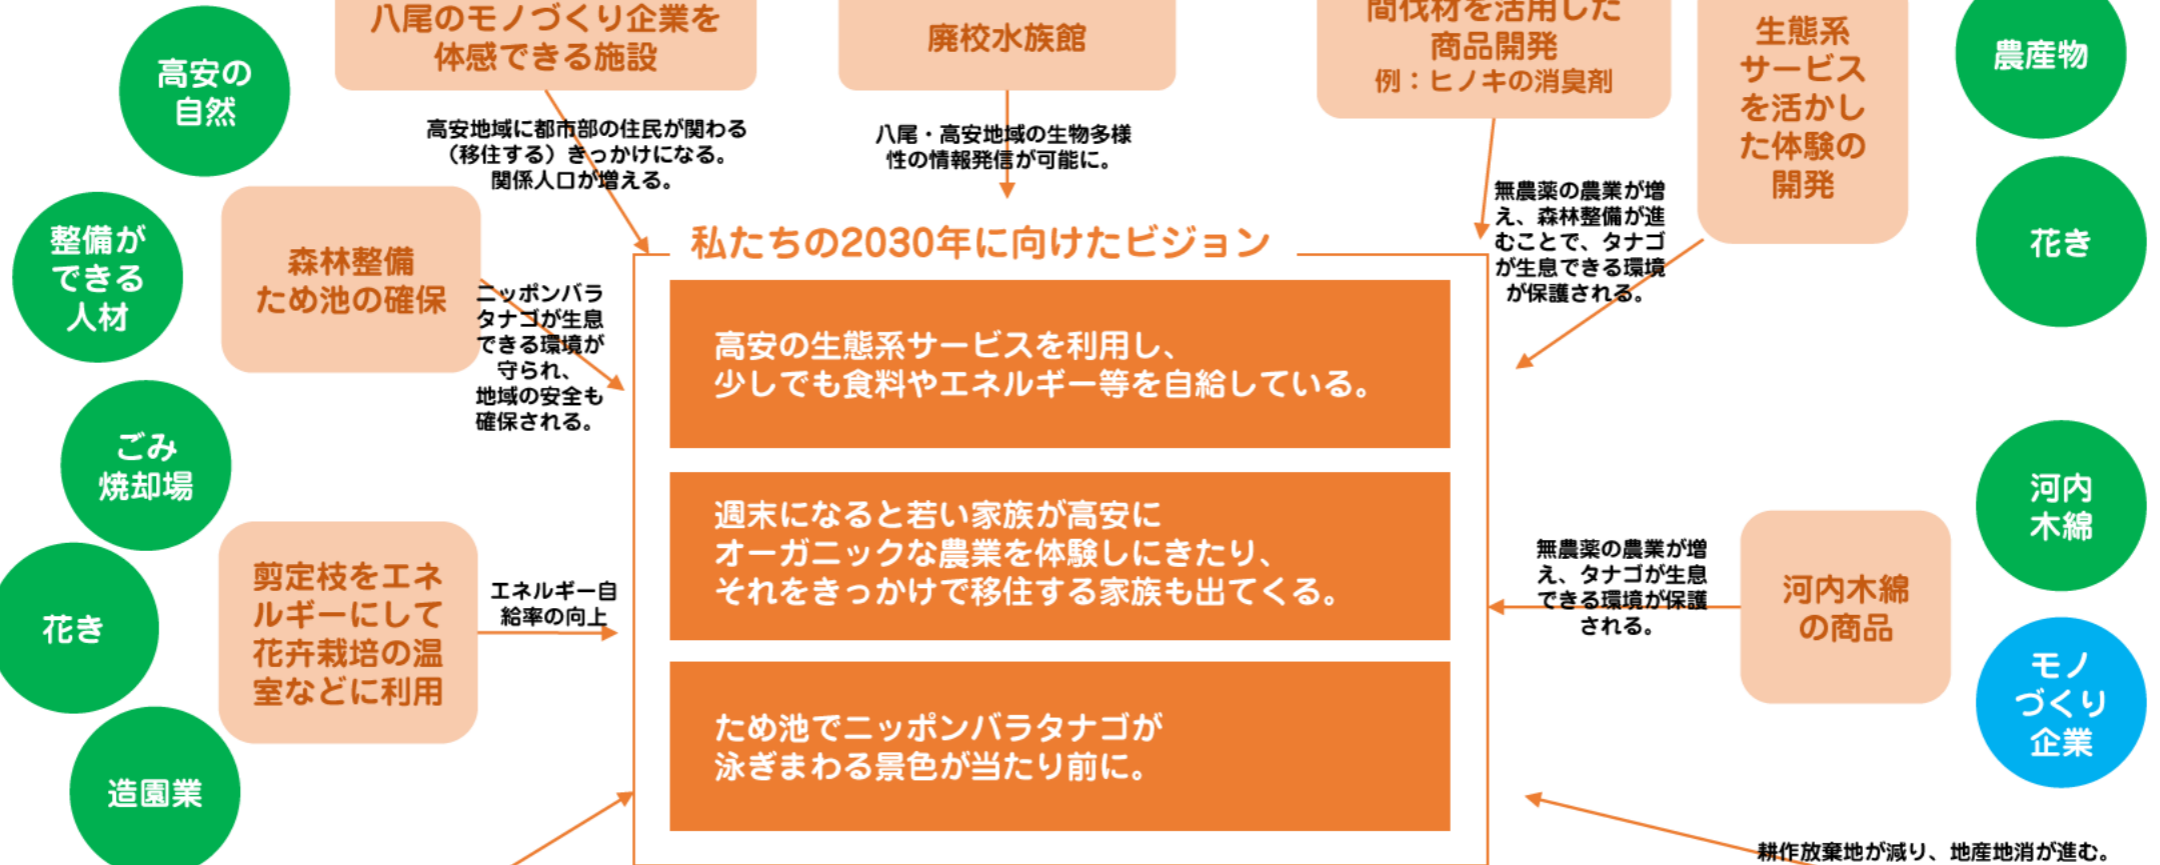 高安の
自然
八尾のモノづくり企業を
体感できる施設
廃校水族館
間伐材を活用した
商品開発
例：ヒノキの消臭剤
生態系
サービス
を活かし
た体験の
開発
農産物
高安地域に都市部の住民が関わる
（移住する）きっかけになる。
関係人口が増える。
八尾・高安地域の生物多様
性の情報発信が可能に。
無農薬の農業が増
え、森林整備が進
むことで、タナゴ
が生息できる環境
が保護される。
花き
整備が
できる
人材
森林整備
ため池の確保
ニッポンバラ
タナゴが生息
できる環境が
守られ、
地域の安全も
確保される。
私たちの2030年に向けたビジョン
高安の生態系サービスを利用し、
少しでも食料やエネルギー等を自給している。
週末になると若い家族が高安に
オーガニックな農業を体験しにきたり、
それをきっかけで移住する家族も出てくる。
ため池でニッポンバラタナゴが
泳ぎまわる景色が当たり前に。
ごみ
焼却場
花き
剪定枝をエネ
ルギーにして
花卉栽培の温
室などに利用
エネルギー自
給率の向上
造園業
無農薬の農業が増
え、タナゴが生息
できる環境が保護
される。
河内木綿
の商品
河内
木綿
モノ
づくり
企業
耕作放棄地が減り、地産地消が進む。